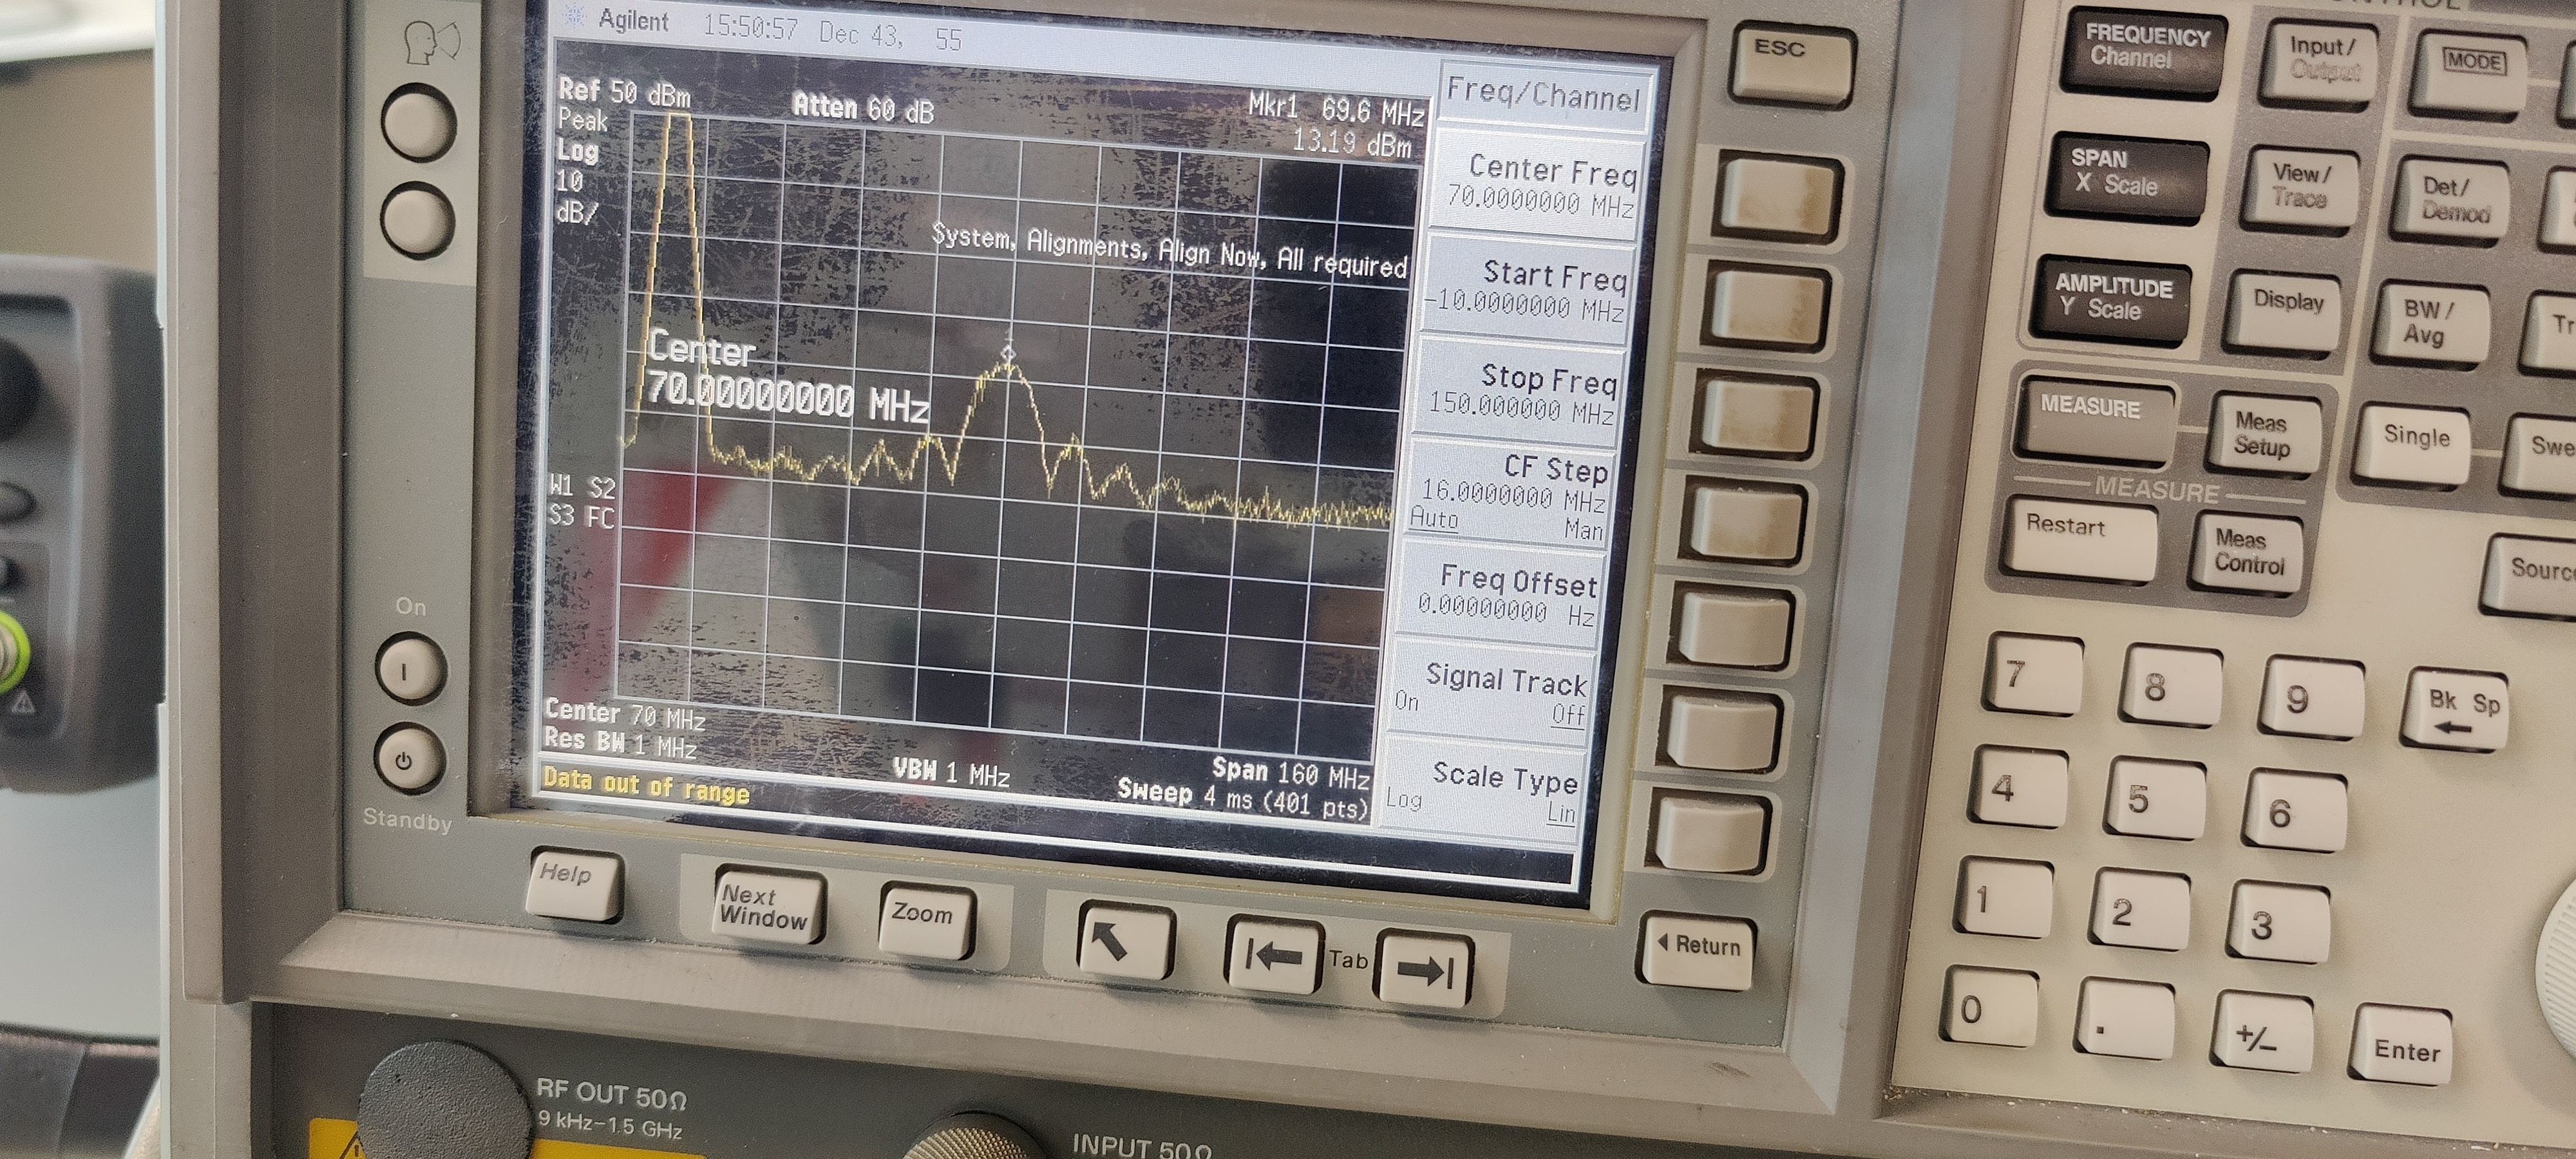 Agilent 15:50:57 Dec 43, 55
Ref 50 dBm
Atten 60 dB
Mkr1 69.6 MHz
13.19 dBm
Peak
Log
10
dB/
System, Alignments, Align Now, All required
Center
70.00000000 MHz
W1 S2
S3 FC
Center 70 MHz
Res BW 1 MHz
VBW 1 MHz
Span 160 MHz
Sweep 4 ms (401 pts)
Data out of range
Freq/Channel
Center Freq
70.0000000 MHz
Start Freq
-10.0000000 MHz
Stop Freq
150.000000 MHz
CF Step
16.0000000 MHz
Auto Man
Freq Offset
0.00000000 Hz
Signal Track
On Off
Scale Type
Log Lin
On
Standby
Help
Next
Window
Zoom
Tab
Return
ESC
FREQUENCY
Channel
Input/
Output
MODE
SPAN
X Scale
View/
Trace
Det/
Demod
AMPLITUDE
Y Scale
Display
BW/
Avg
MEASURE
Meas
Setup
Single
MEASURE
Restart
Meas
Control
7 8 9 Bk Sp
4 5 6
1 2 3
0 . +/- Enter
RF OUT 50Ω
9 kHz-1.5 GHz
INPUT 50Ω